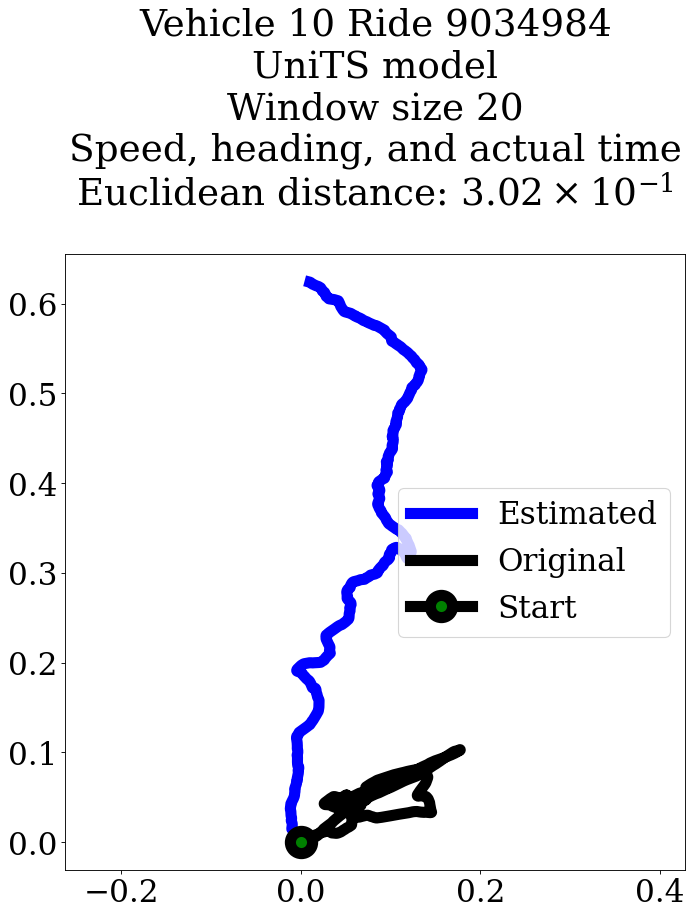 Vehicle 10 Ride 9034984
UniTS model
Window size 20
Speed, heading, and actual time
Euclidean distance: 3.02 × 10⁻¹
0.6
0.5
0.4
0.3
0.2
0.1
0.0
Estimated
Original
Start
−0.2 0.0 0.2 0.4